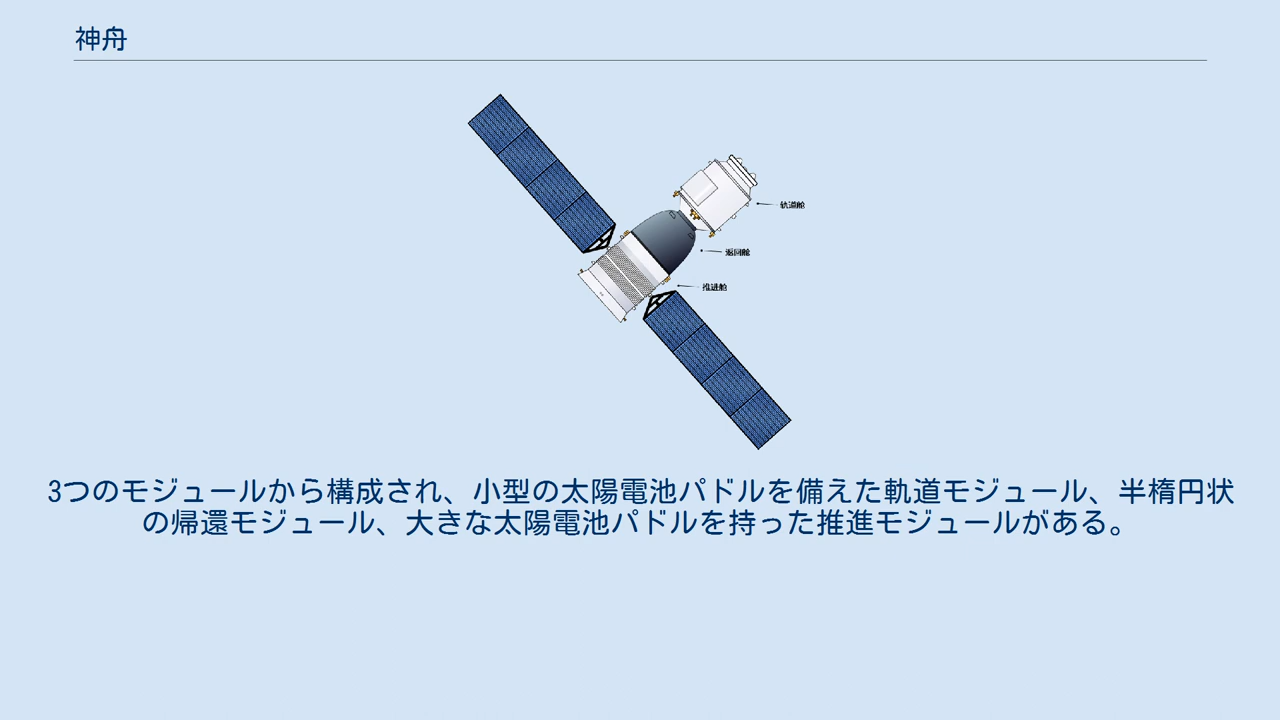 神舟
轨道舱
返回舱
推进舱
3つのモジュールから構成され、小型の太陽電池パドルを備えた軌道モジュール、半楕円状
の帰還モジュール、大きな太陽電池パドルを持った推進モジュールがある。